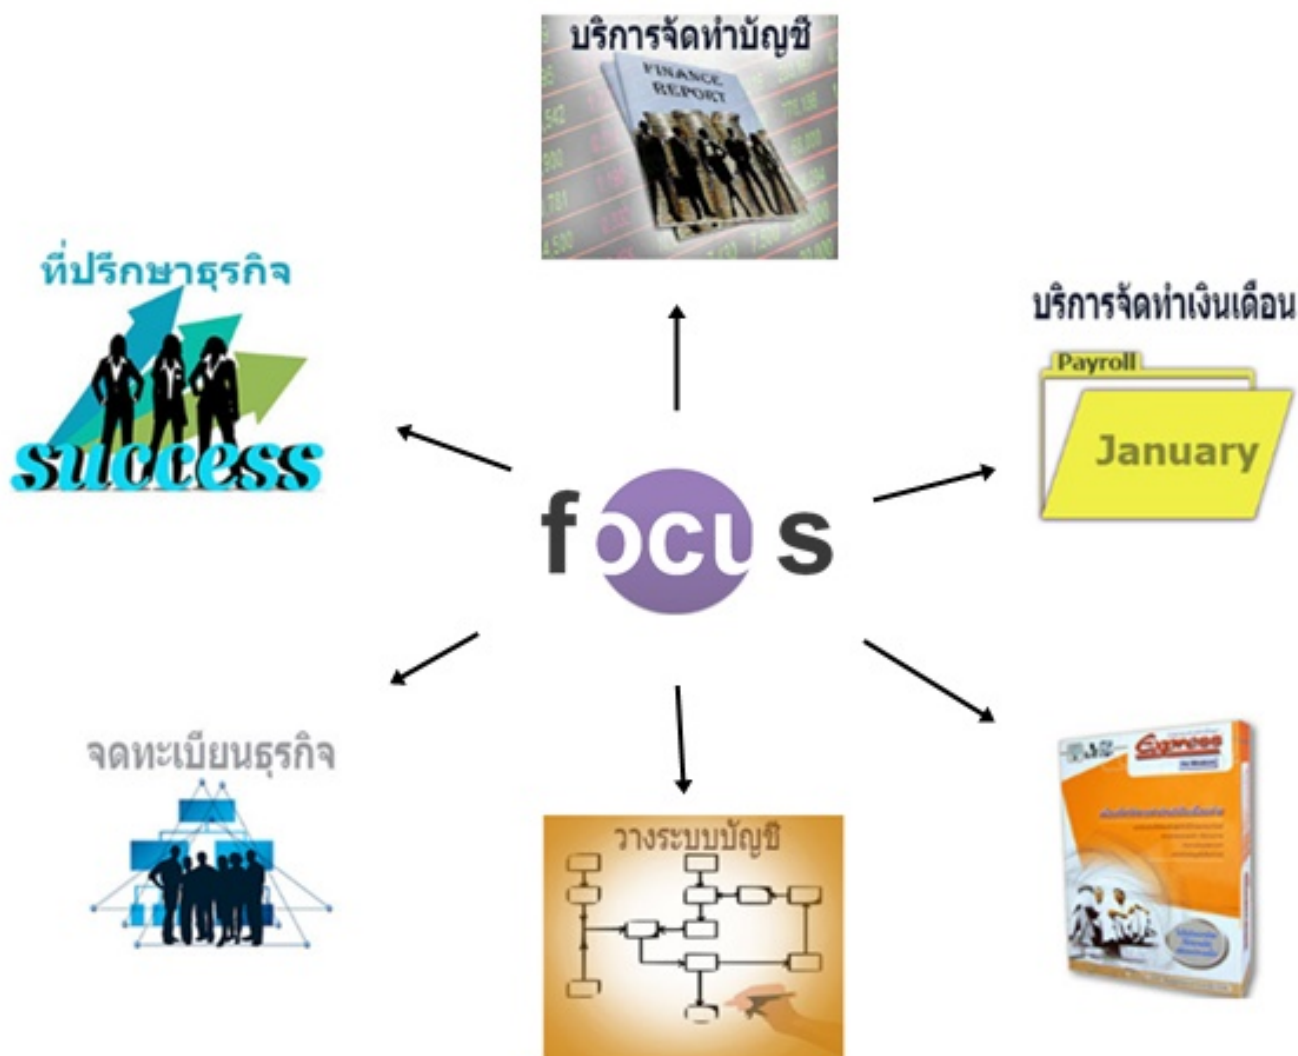 บริการจัดทำบัญชี
FINANCE
REPORT
ที่ปรึกษาธุรกิจ
success
บริการจัดทำเงินเดือน
Payroll
January
focus
จดทะเบียนธุรกิจ
วางระบบบัญชี
Express